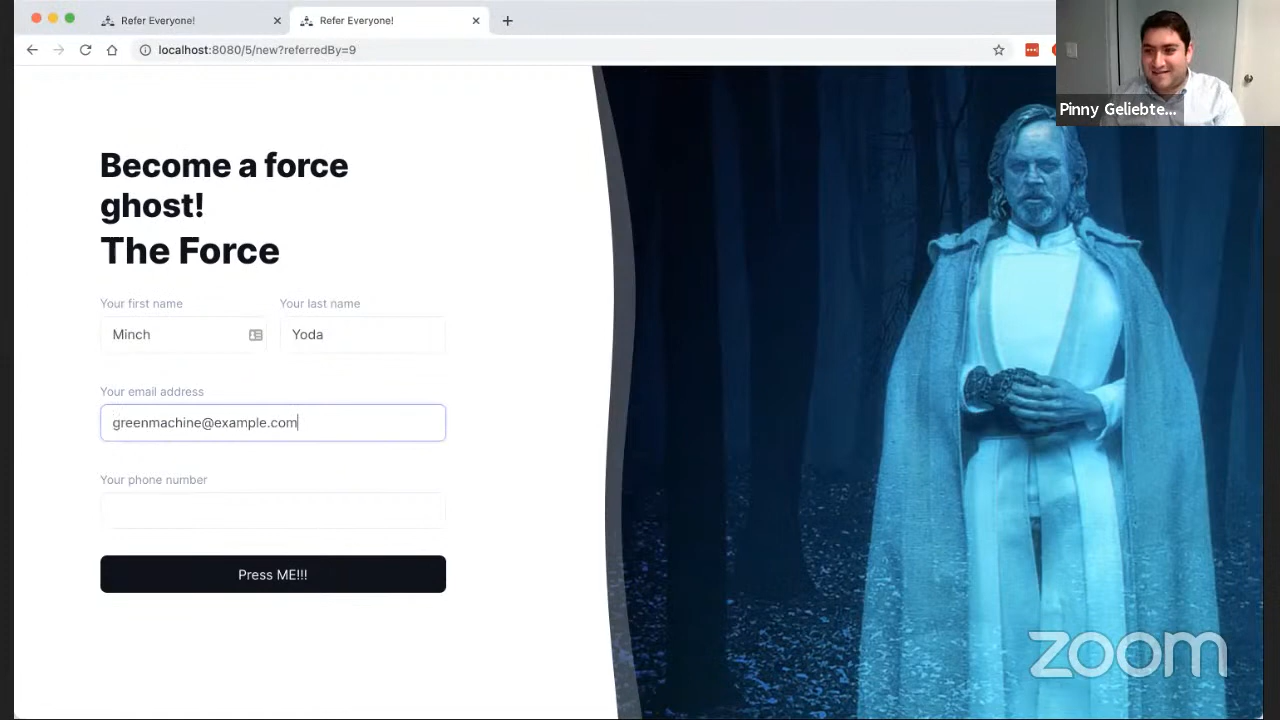 Refer Everyone!
Refer Everyone!
localhost:8080/5/new?referredBy=9
Pinny Geliebte...
Become a force
ghost!
The Force
Your first name
Your last name
Minch
Yoda
Your email address
greenmachine@example.com
Your phone number
Press ME!!!
zoom